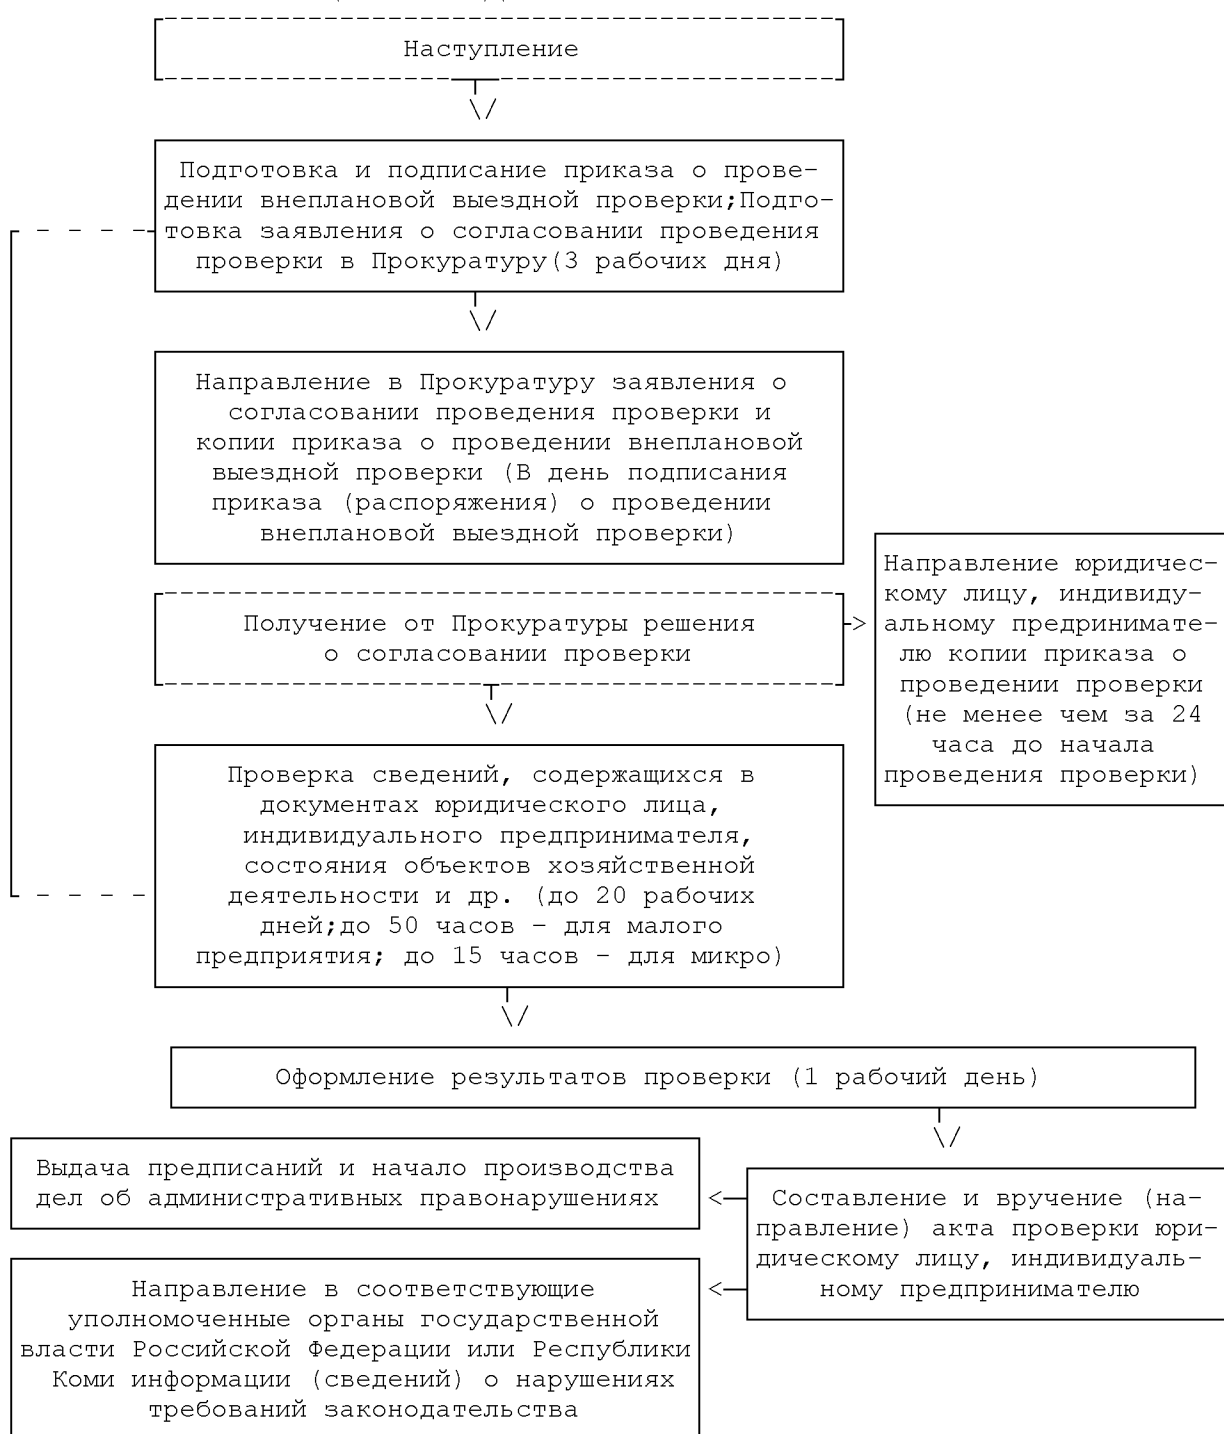 Наступление
Подготовка и подписание приказа о прове-
дении внеплановой выездной проверки;Подго-
товка заявления о согласовании проведения
проверки в Прокуратуру(3 рабочих дня)
Направление в Прокуратуру заявления о
согласовании проведения проверки и
копии приказа о проведении внеплановой
выездной проверки (В день подписания
приказа (распоряжения) о проведении
внеплановой выездной проверки)
Направление юридичес-
кому лицу, индивиду-
альному предпринимате-
лю копии приказа о
проведении проверки
(не менее чем за 24
часа до начала
проведения проверки)
Получение от Прокуратуры решения
о согласовании проверки
Проверка сведений, содержащихся в
документах юридического лица,
индивидуального предпринимателя,
состояния объектов хозяйственной
деятельности и др. (до 20 рабочих
дней;до 50 часов - для малого
предприятия; до 15 часов - для микро)
Оформление результатов проверки (1 рабочий день)
Составление и вручение (на-
правление) акта проверки юри-
дическому лицу, индивидуаль-
ному предпринимателю
Выдача предписаний и начало производства
дел об административных правонарушениях
Направление в соответствующие
уполномоченные органы государственной
власти Российской Федерации или Республики
Коми информации (сведений) о нарушениях
требований законодательства